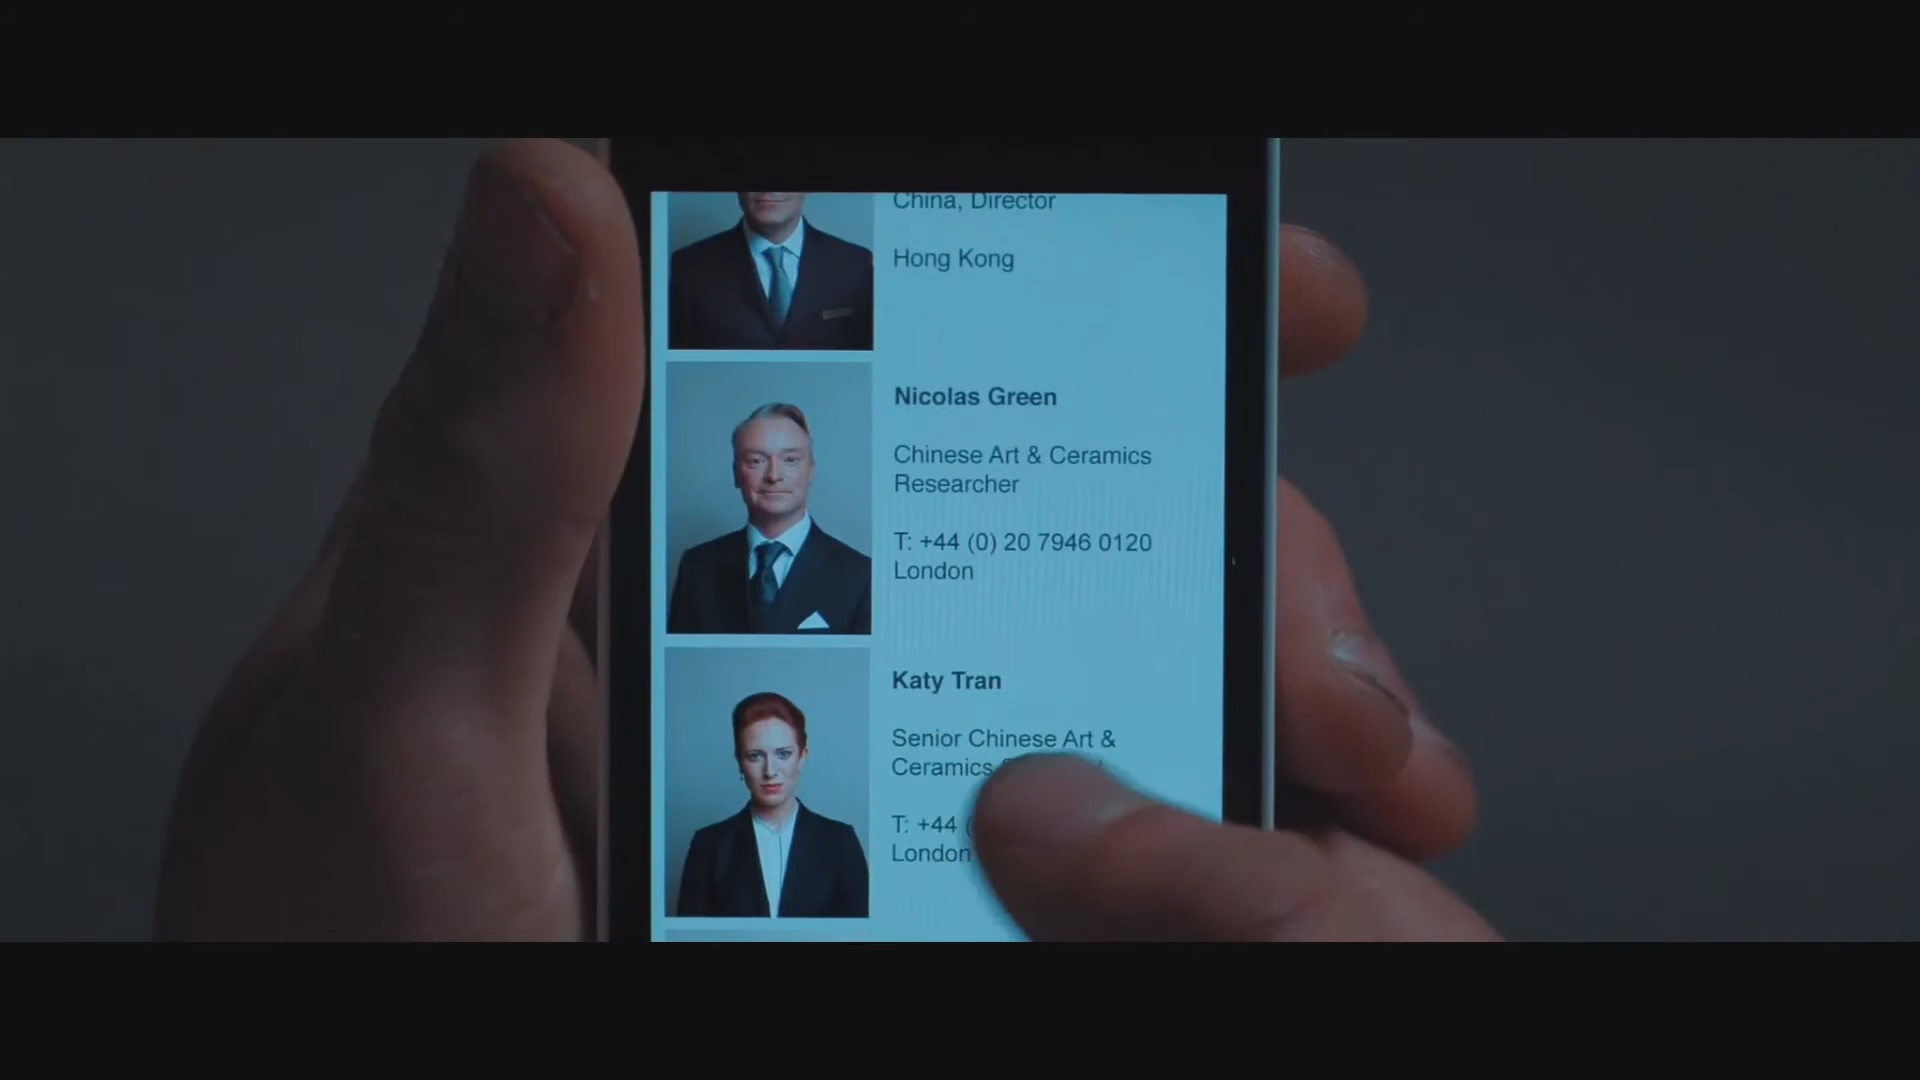 China, Director
Hong Kong
Nicolas Green
Chinese Art & Ceramics
Researcher
T: +44 (0) 20 7946 0120
London
Katy Tran
Senior Chinese Art &
Ceramics
T: +44 (
London